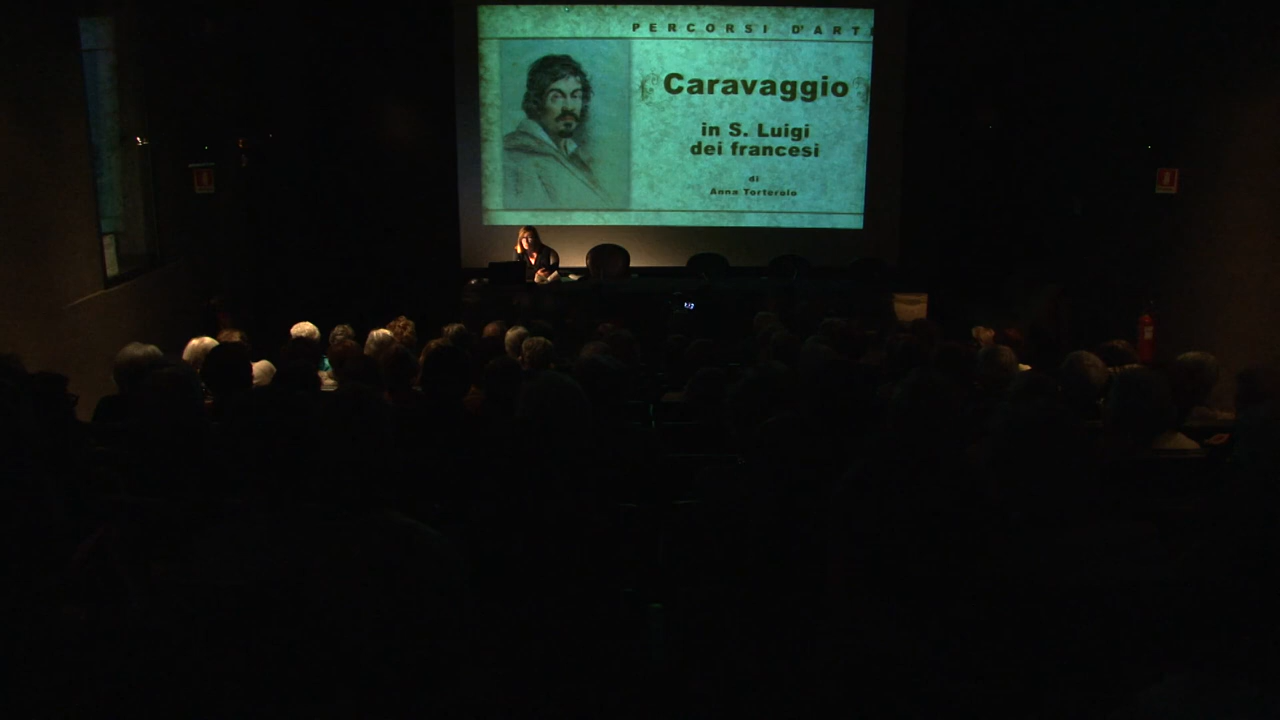 PERCORSI D'ART
Caravaggio
in S. Luigi
dei francesi
di
Anna Torterolo